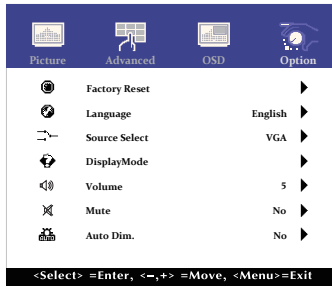 Picture Advanced OSD Option
Factory Reset
Language English
Source Select VGA
DisplayMode
Volume 5
Mute No
Auto Dim. No
<Select> =Enter, <–,+> =Move, <Menu>=Exit